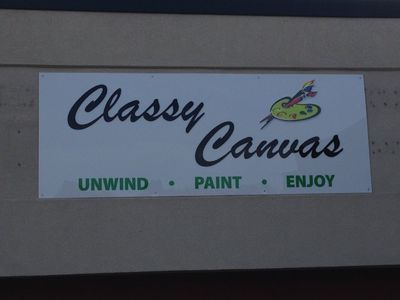 Classy
Canvas
UNWIND • PAINT • ENJOY